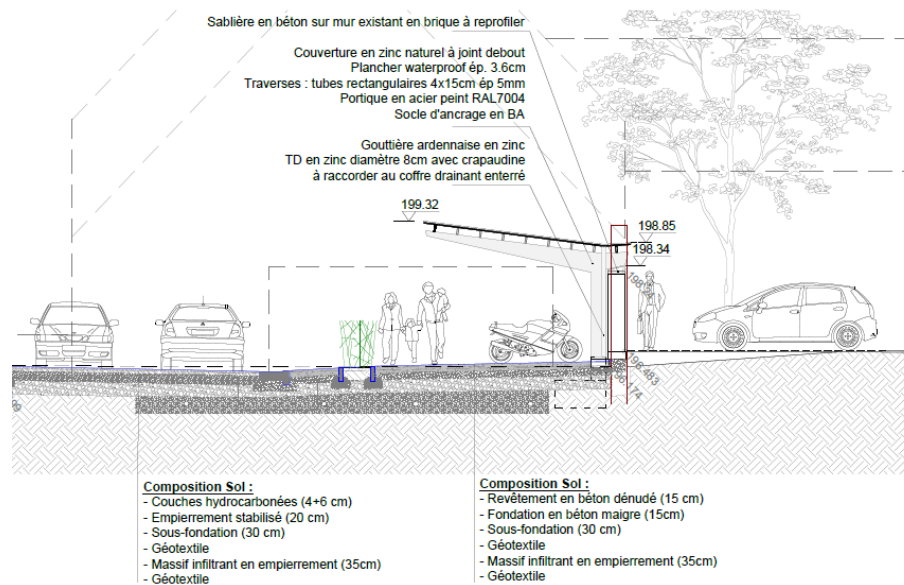 Sablière en béton sur mur existant en brique à reprofiler
Couverture en zinc naturel à joint debout
Plancher waterproof ép. 3.6cm
Traverses : tubes rectangulaires 4x15cm ép 5mm
Portique en acier peint RAL7004
Socle d'ancrage en BA
Gouttière ardennaise en zinc
TD en zinc diamètre 8cm avec crapaudine
à raccorder au coffre drainant enterré
199.32
198.85
198.34
198.24
196.483
Composition Sol :
- Couches hydrocarbonées (4+6 cm)
- Empierrement stabilisé (20 cm)
- Sous-fondation (30 cm)
- Géotextile
- Massif infiltrant en empierrement (35cm)
- Géotextile
Composition Sol :
- Revêtement en béton dénudé (15 cm)
- Fondation en béton maigre (15cm)
- Sous-fondation (30 cm)
- Géotextile
- Massif infiltrant en empierrement (35cm)
- Géotextile